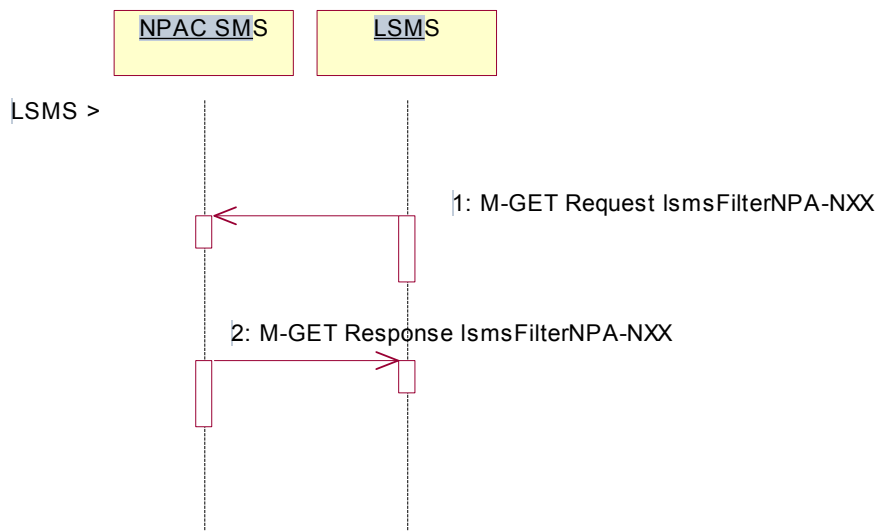 NPAC SMS
LSMS
LSMS >
1: M-GET Request lsmsFilterNPA-NXX
2: M-GET Response lsmsFilterNPA-NXX